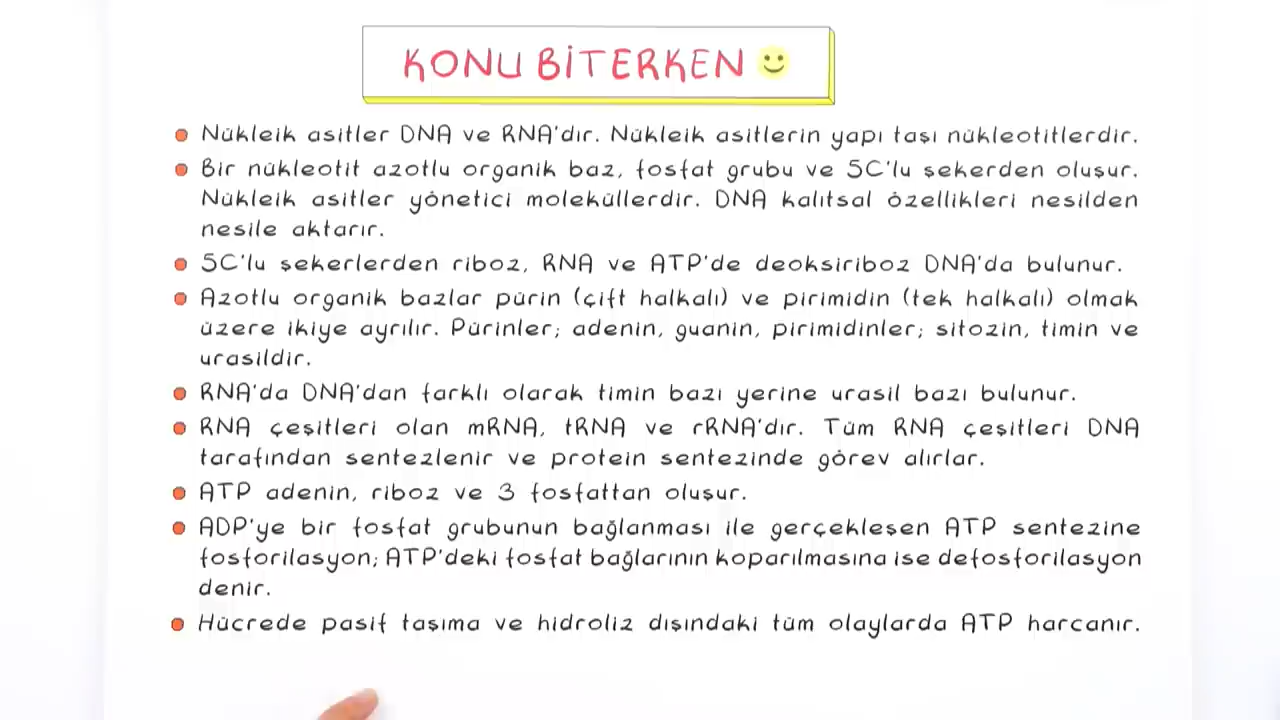 KONU BİTERKEN
Nükleik asitler DNA ve RNA'dır. Nükleik asitlerin yapı taşı nükleotitlerdir.
Bir nükleotit azotlu organik baz, fosfat grubu ve 5C'lu şekerden oluşur.
Nükleik asitler yönetici moleküllerdir. DNA kalıtsal özellikleri nesilden
nesile aktarır.
5C'lu şekerlerden riboz, RNA ve ATP'de deoksiriboz DNA'da bulunur.
Azotlu organik bazlar pürin (çift halkalı) ve pirimidin (tek halkalı) olmak
üzere ikiye ayrılır. Pürinler; adenin, guanin, pirimidinler; sitozin, timin ve
urasildir.
RNA'da DNA'dan farklı olarak timin bazı yerine urasil bazı bulunur.
RNA çeşitleri olan mRNA, tRNA ve rRNA'dır. Tüm RNA çeşitleri DNA
tarafından sentezlenir ve protein sentezinde görev alırlar.
ATP adenin, riboz ve 3 fosfattan oluşur.
ADP'ye bir fosfat grubunun bağlanması ile gerçekleşen ATP sentezine
fosforilasyon; ATP'deki fosfat bağlarının koparılmasına ise defosforilasyon
denir.
Hücrede pasif taşıma ve hidroliz dışındaki tüm olaylarda ATP harcanır.